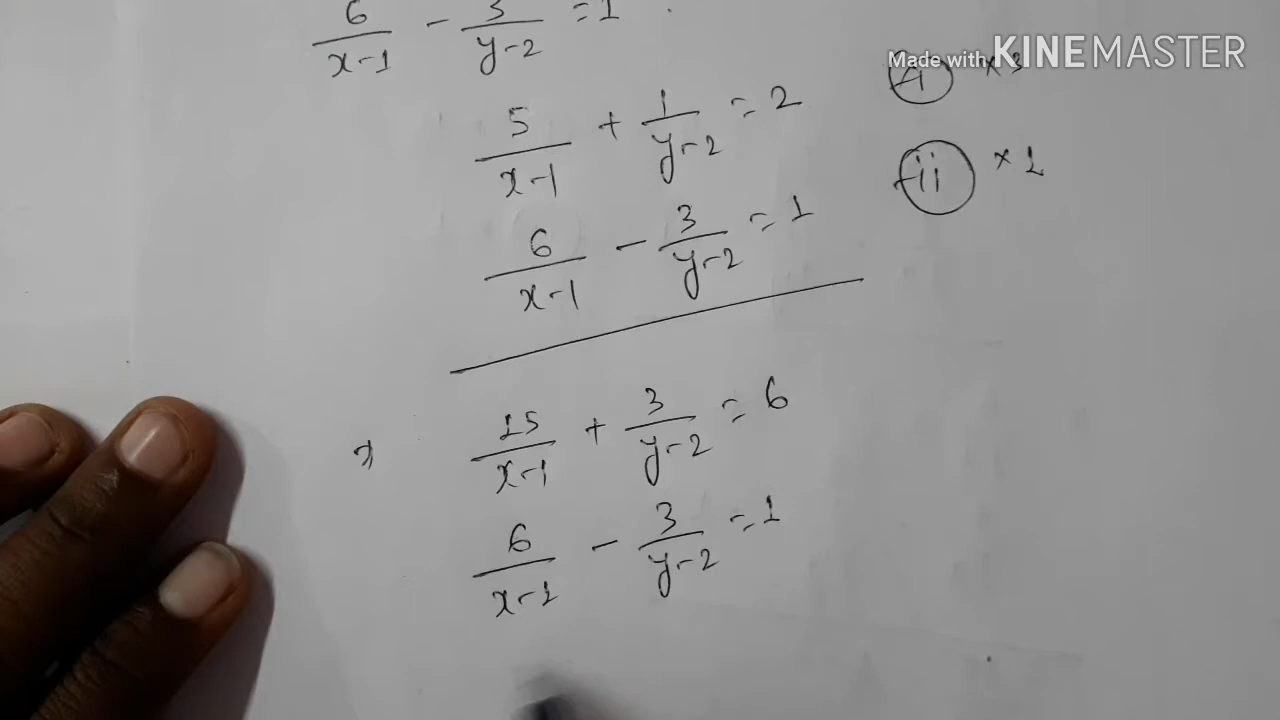 6/(x-1) - 3/(y-2) = 1
Made with KINEMASTER
5/(x-1) + 1/(y-2) = 2
× 3
6/(x-1) - 3/(y-2) = 1
ii × 1
x 15/(x-1) + 3/(y-2) = 6
6/(x-1) - 3/(y-2) = 1